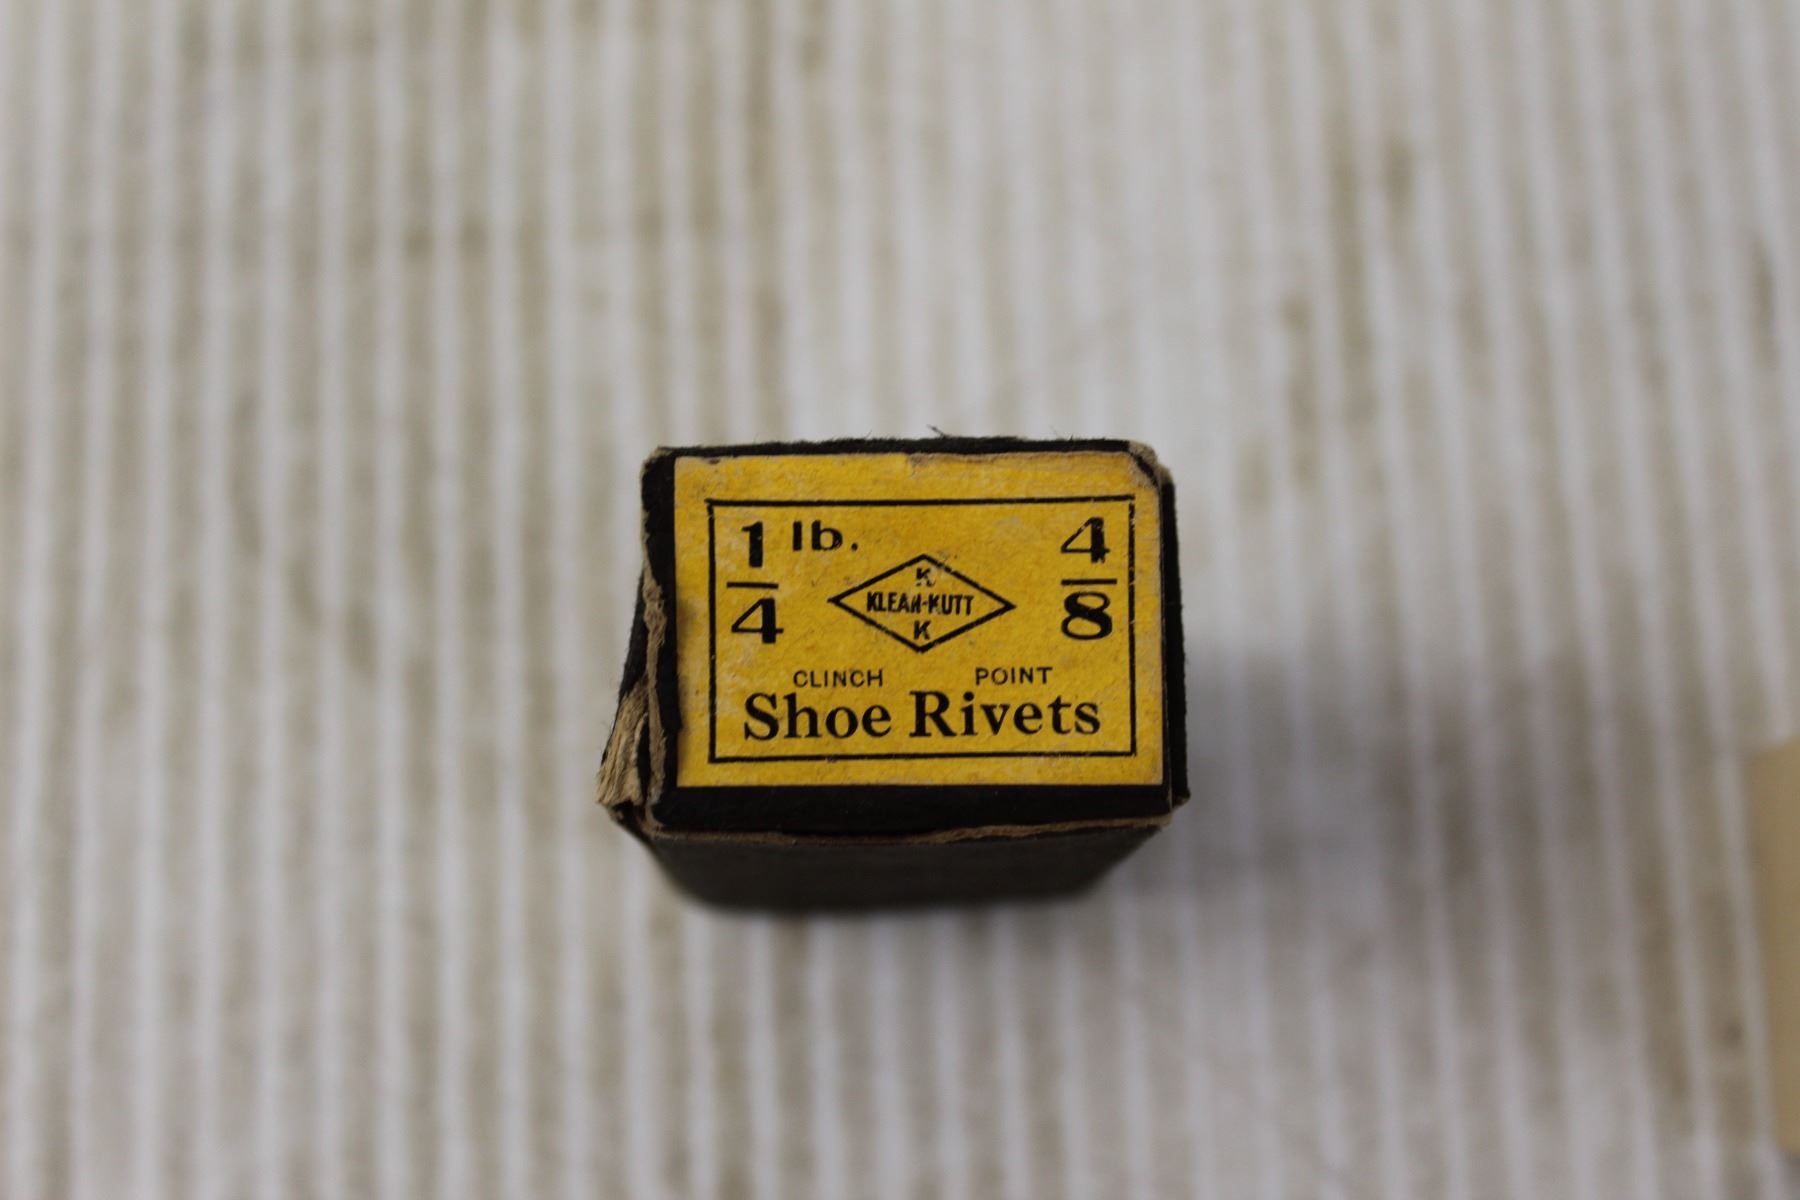 1/4 lb.
4/8
K
KLEAN-KUTT
K
CLINCH POINT
Shoe Rivets